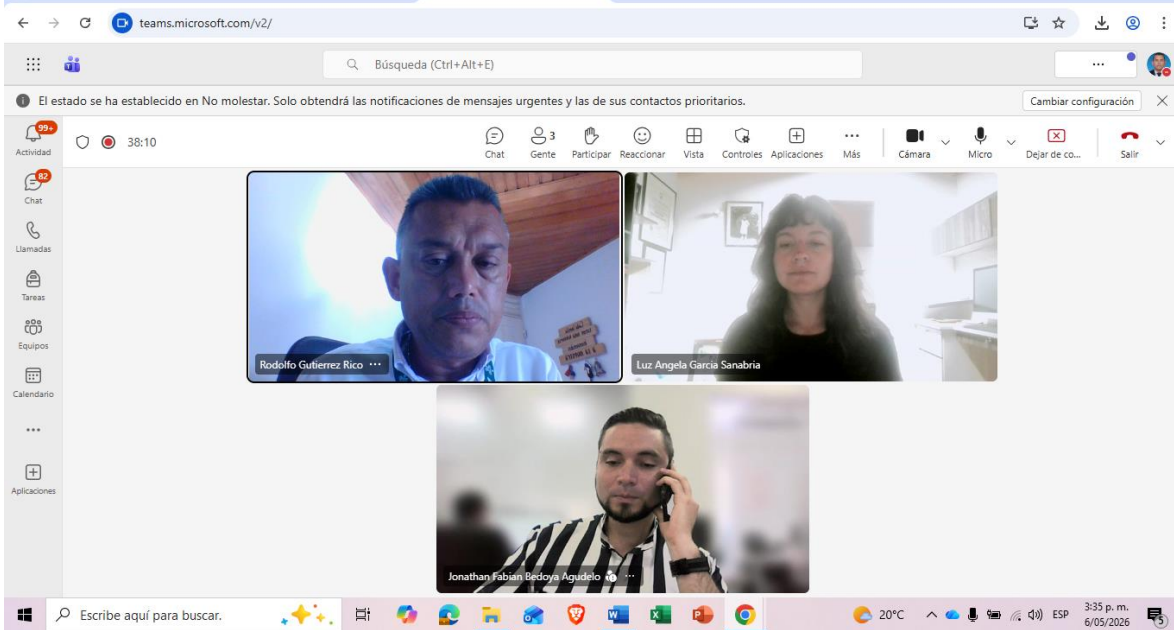 teams.microsoft.com/v2/
Búsqueda (Ctrl+Alt+E)
El estado se ha establecido en No molestar. Solo obtendrá las notificaciones de mensajes urgentes y las de sus contactos prioritarios.
Cambiar configuración
99+
Actividad
38:10
Chat
3
Gente
Participar
Reaccionar
Vista
Controles
Aplicaciones
Más
Cámara
Micro
Dejar de co...
Salir
82
Chat
Llamadas
Tareas
Equipos
Calendario
Aplicaciones
Rodolfo Gutierrez Rico
Luz Angela Garcia Sanabria
Jonathan Fabian Bedoya Agudelo
Escribe aquí para buscar.
20°C
ESP
3:35 p. m.
6/05/2026
5